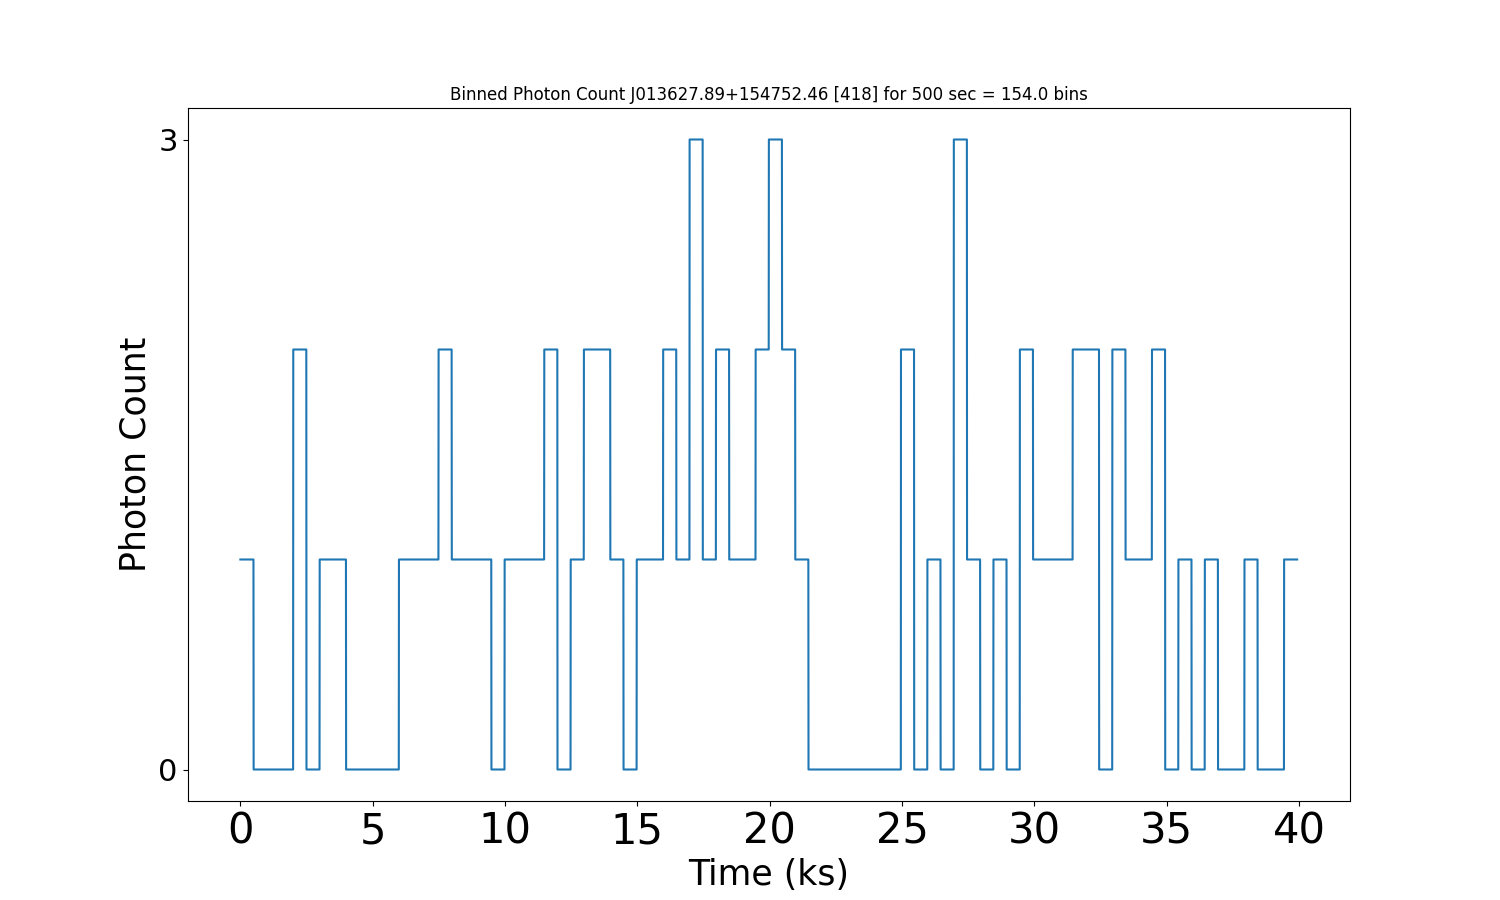 Binned Photon Count J013627.89+154752.46 [418] for 500 sec = 154.0 bins
3
Photon Count
0
0 5 10 15 20 25 30 35 40
Time (ks)